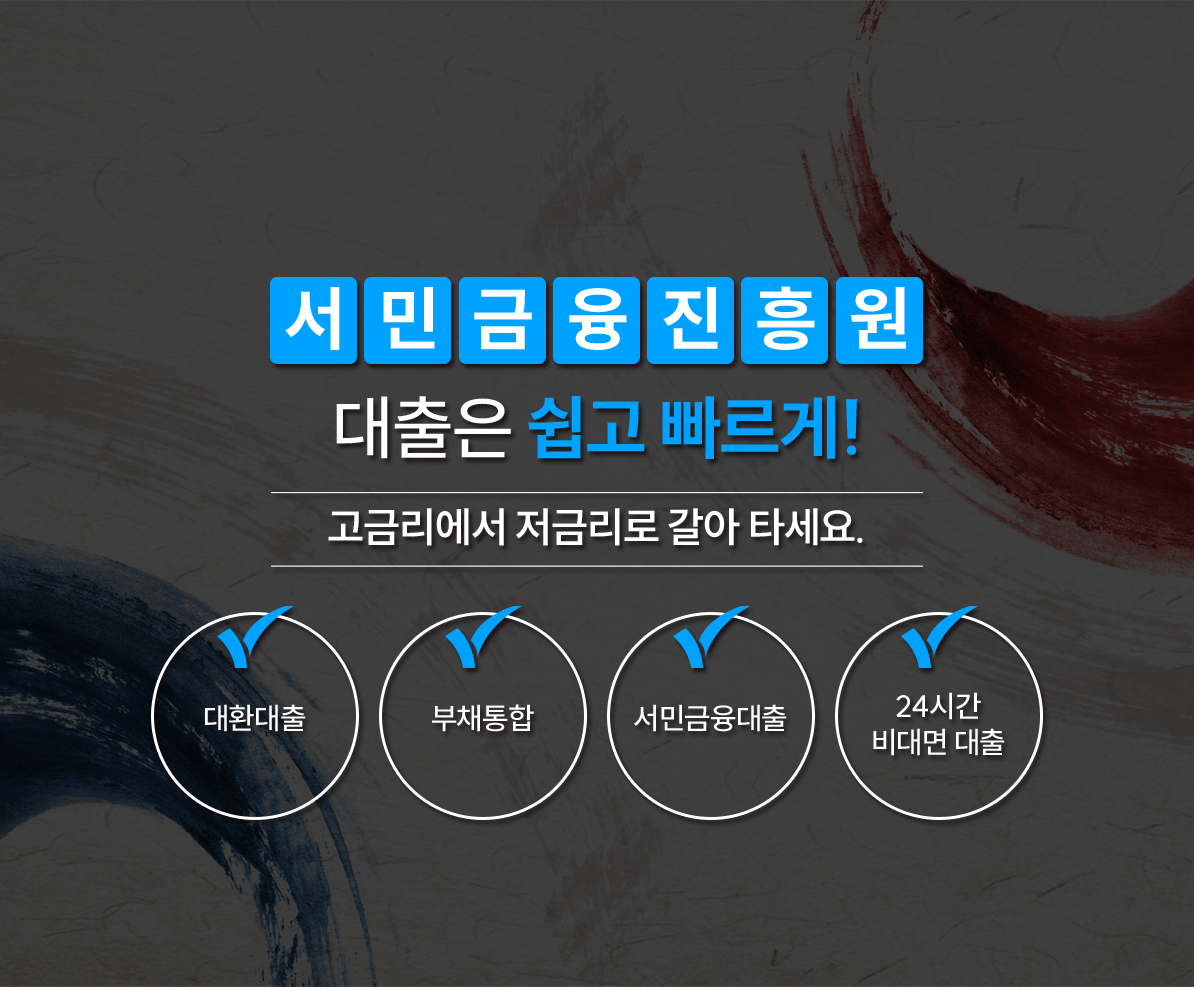 서민금융진흥원
대출은 쉽고 빠르게!
고금리에서 저금리로 갈아 타세요.
대환대출
부채통합
서민금융대출
24시간
비대면 대출